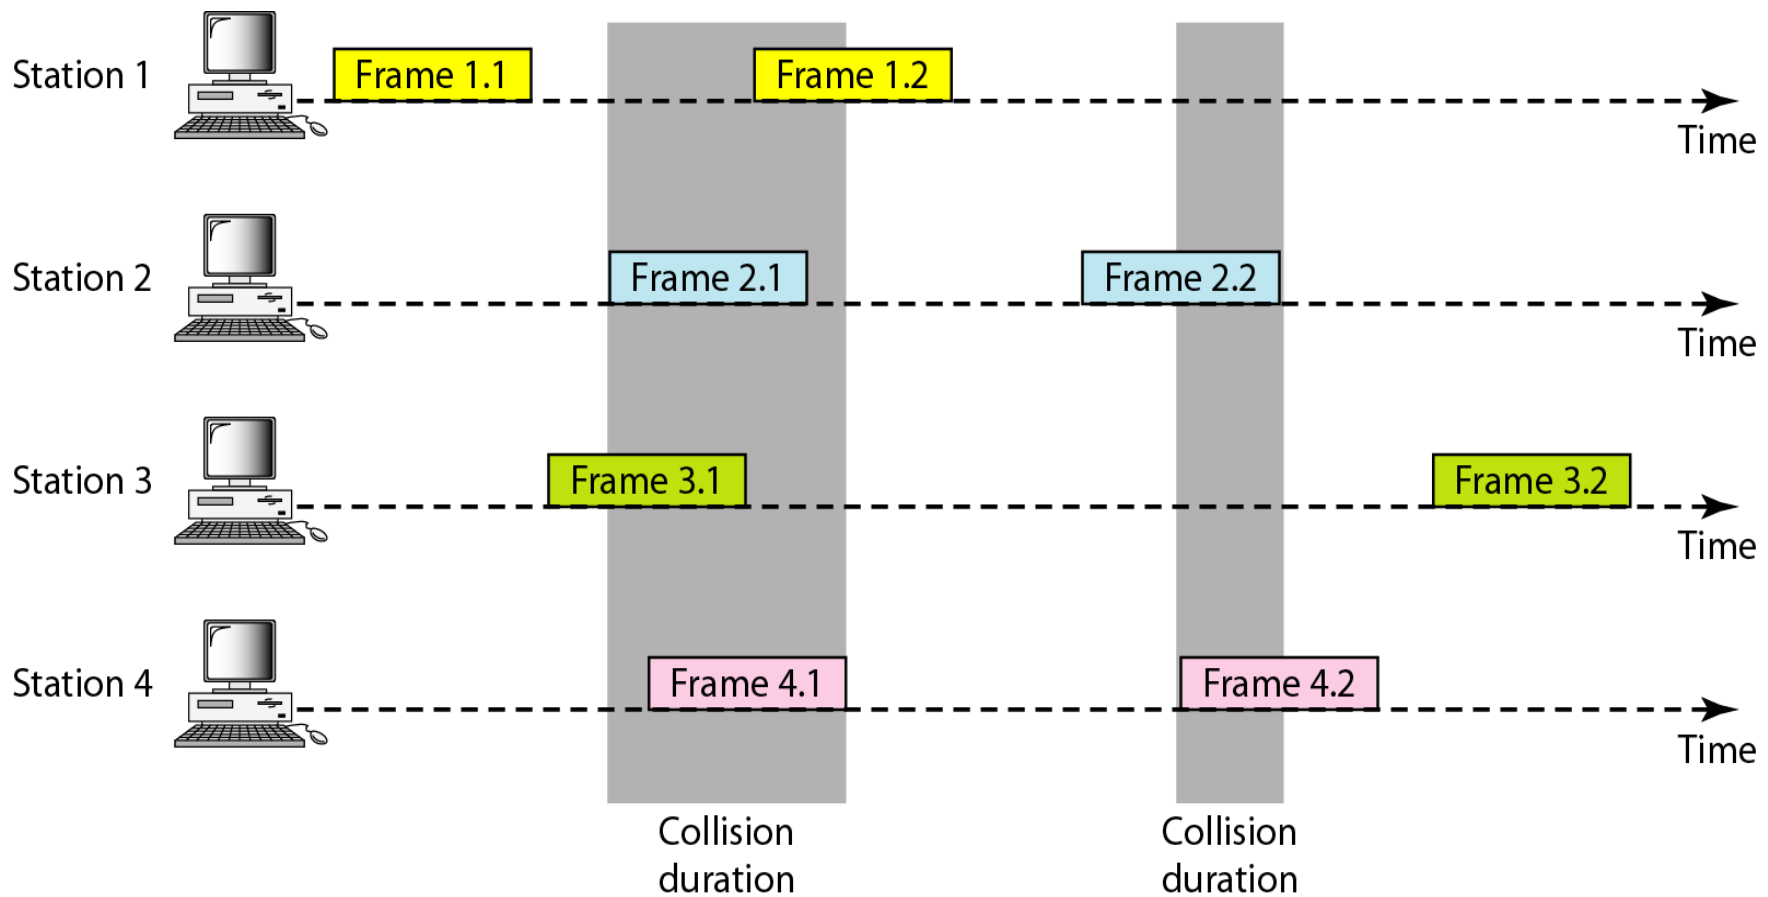 Station 1
Frame 1.1
Frame 1.2
Time
Station 2
Frame 2.1
Frame 2.2
Time
Station 3
Frame 3.1
Frame 3.2
Time
Station 4
Frame 4.1
Frame 4.2
Time
Collision
duration
Collision
duration